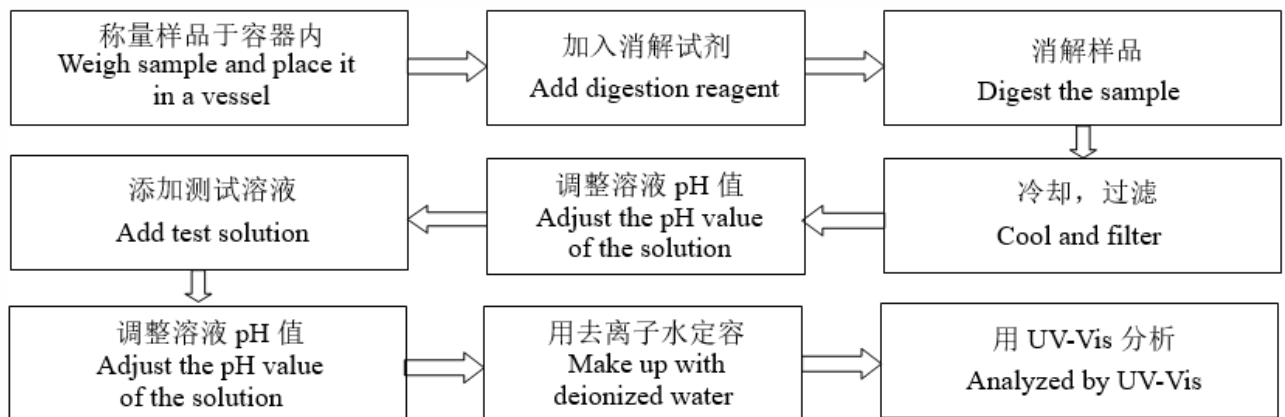 称量样品于容器内
Weigh sample and place it
in a vessel
加入消解试剂
Add digestion reagent
消解样品
Digest the sample
冷却，过滤
Cool and filter
调整溶液 pH 值
Adjust the pH value
of the solution
添加测试溶液
Add test solution
调整溶液 pH 值
Adjust the pH value
of the solution
用去离子水定容
Make up with
deionized water
用 UV-Vis 分析
Analyzed by UV-Vis